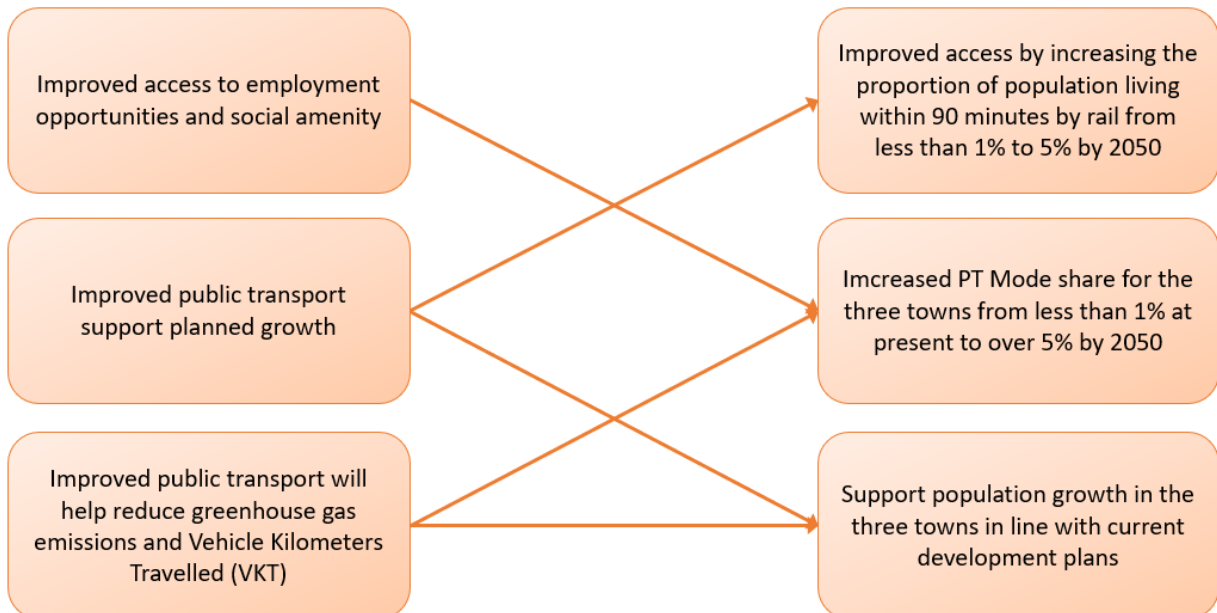 Improved access to employment
opportunities and social amenity
Improved access by increasing the
proportion of population living
within 90 minutes by rail from
less than 1% to 5% by 2050
Improved public transport
support planned growth
Imcreased PT Mode share for the
three towns from less than 1% at
present to over 5% by 2050
Improved public transport will
help reduce greenhouse gas
emissions and Vehicle Kilometers
Travelled (VKT)
Support population growth in the
three towns in line with current
development plans